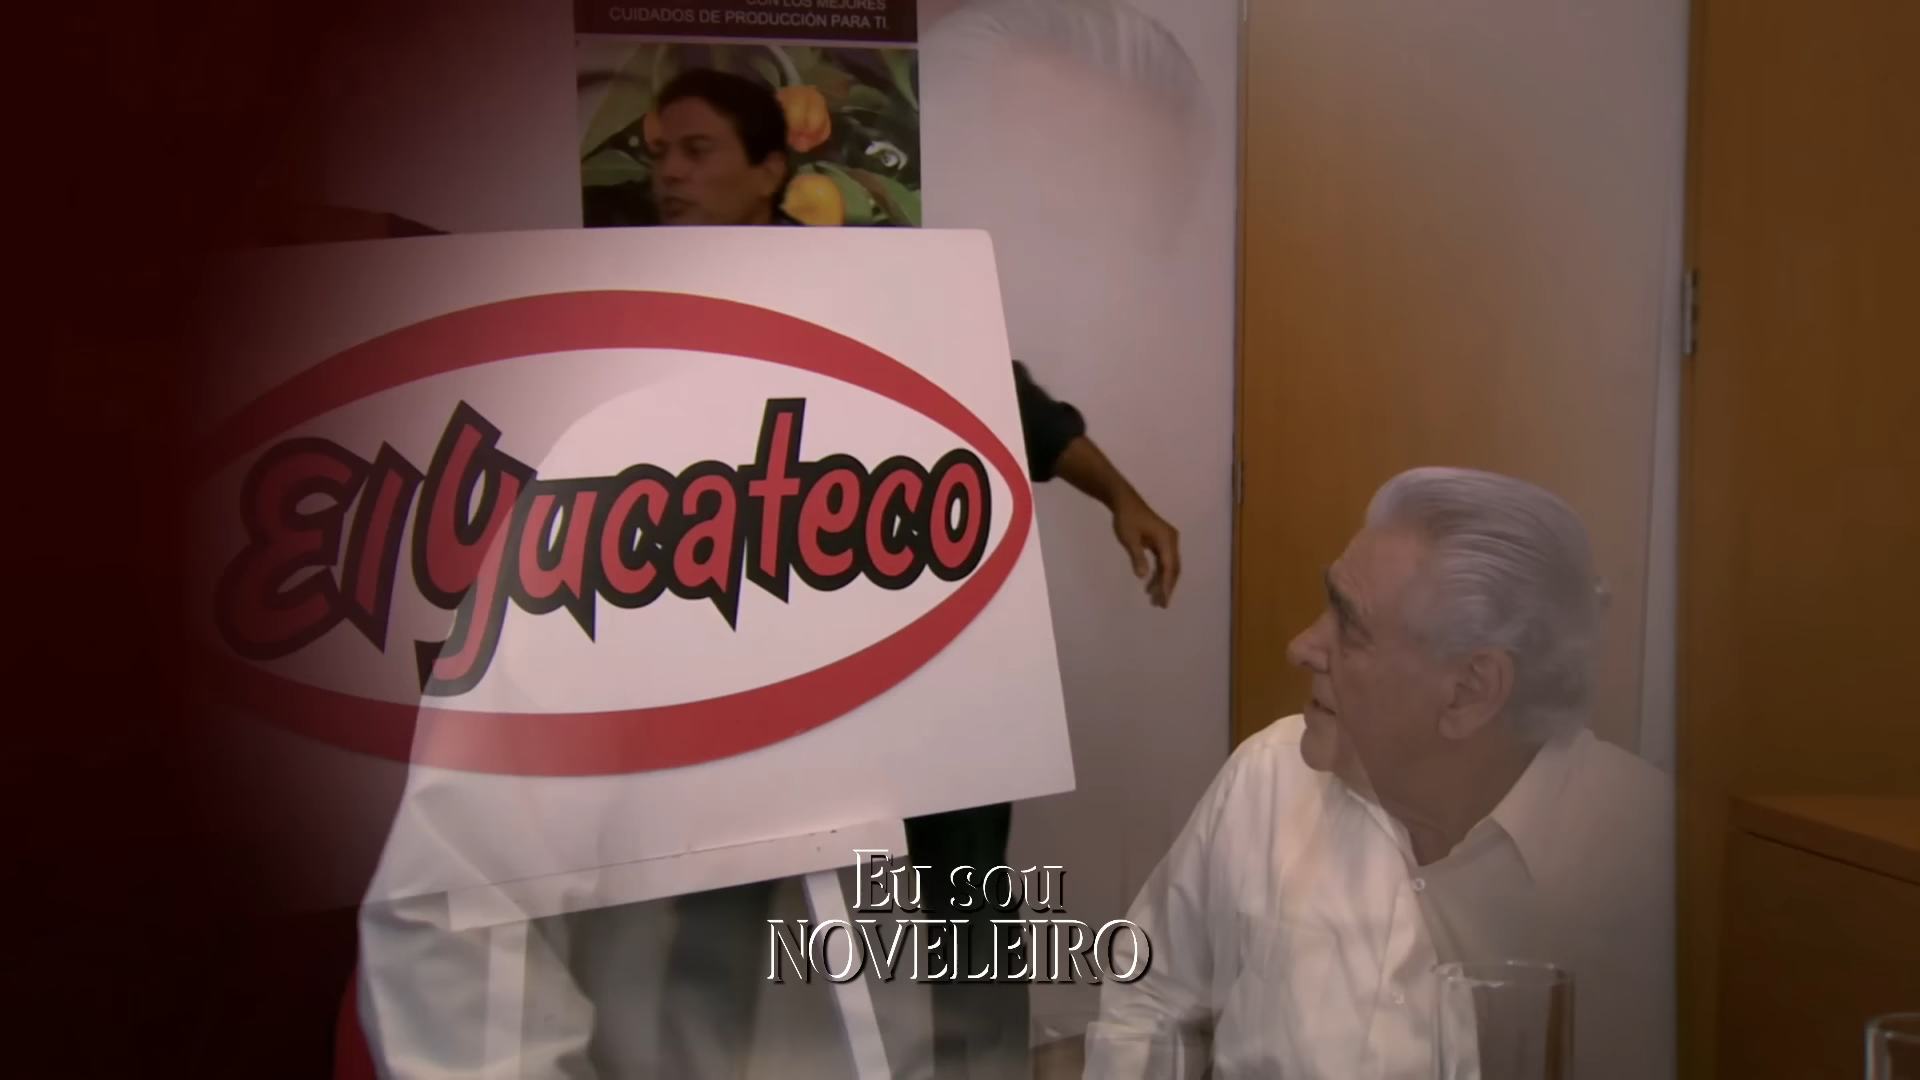 CON LOS MEJORES
CUIDADOS DE PRODUCCIÓN PARA TI.
El Yucateco
Eu sou
NOVELEIRO